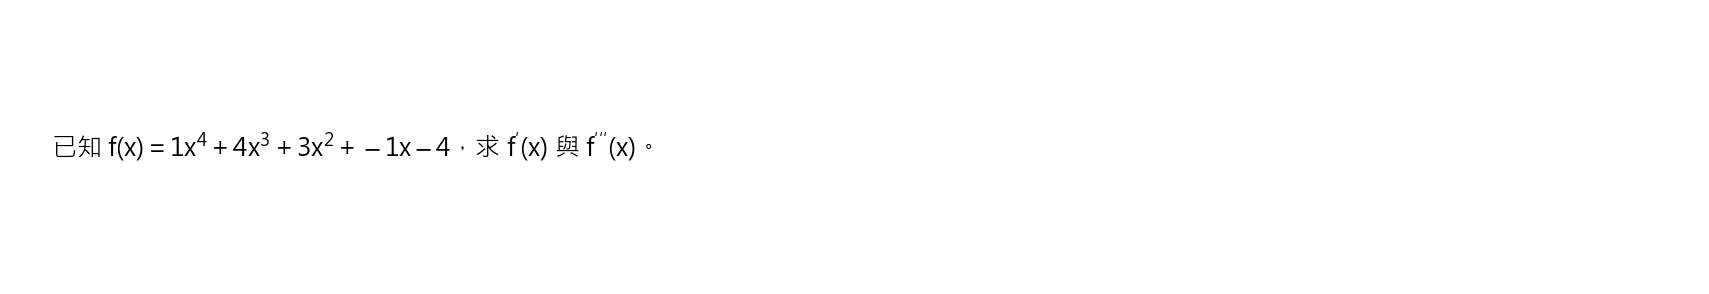 已知 f(x) = 1x⁴ + 4x³ + 3x² + − 1x − 4，求 f′(x) 與 f′′′(x)。